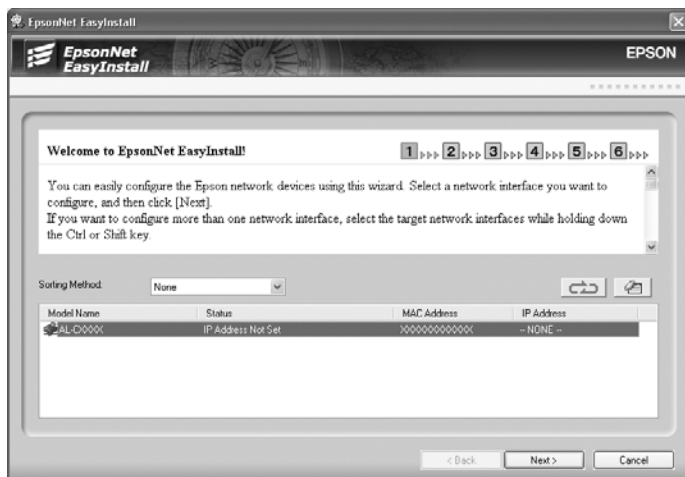 EpsonNet EasyInstall
EpsonNet
EasyInstall
EPSON
Welcome to EpsonNet EasyInstall!
1 2 3 4 5 6
You can easily configure the Epson network devices using this wizard. Select a network interface you want to
configure, and then click [Next].
If you want to configure more than one network interface, select the target network interfaces while holding down
the Ctrl or Shift key.
Sorting Method: None
Model Name Status MAC Address IP Address
AL-CXXXX IP Address Not Set XXXXXXXXXXXX -- NONE --
< Back Next > Cancel